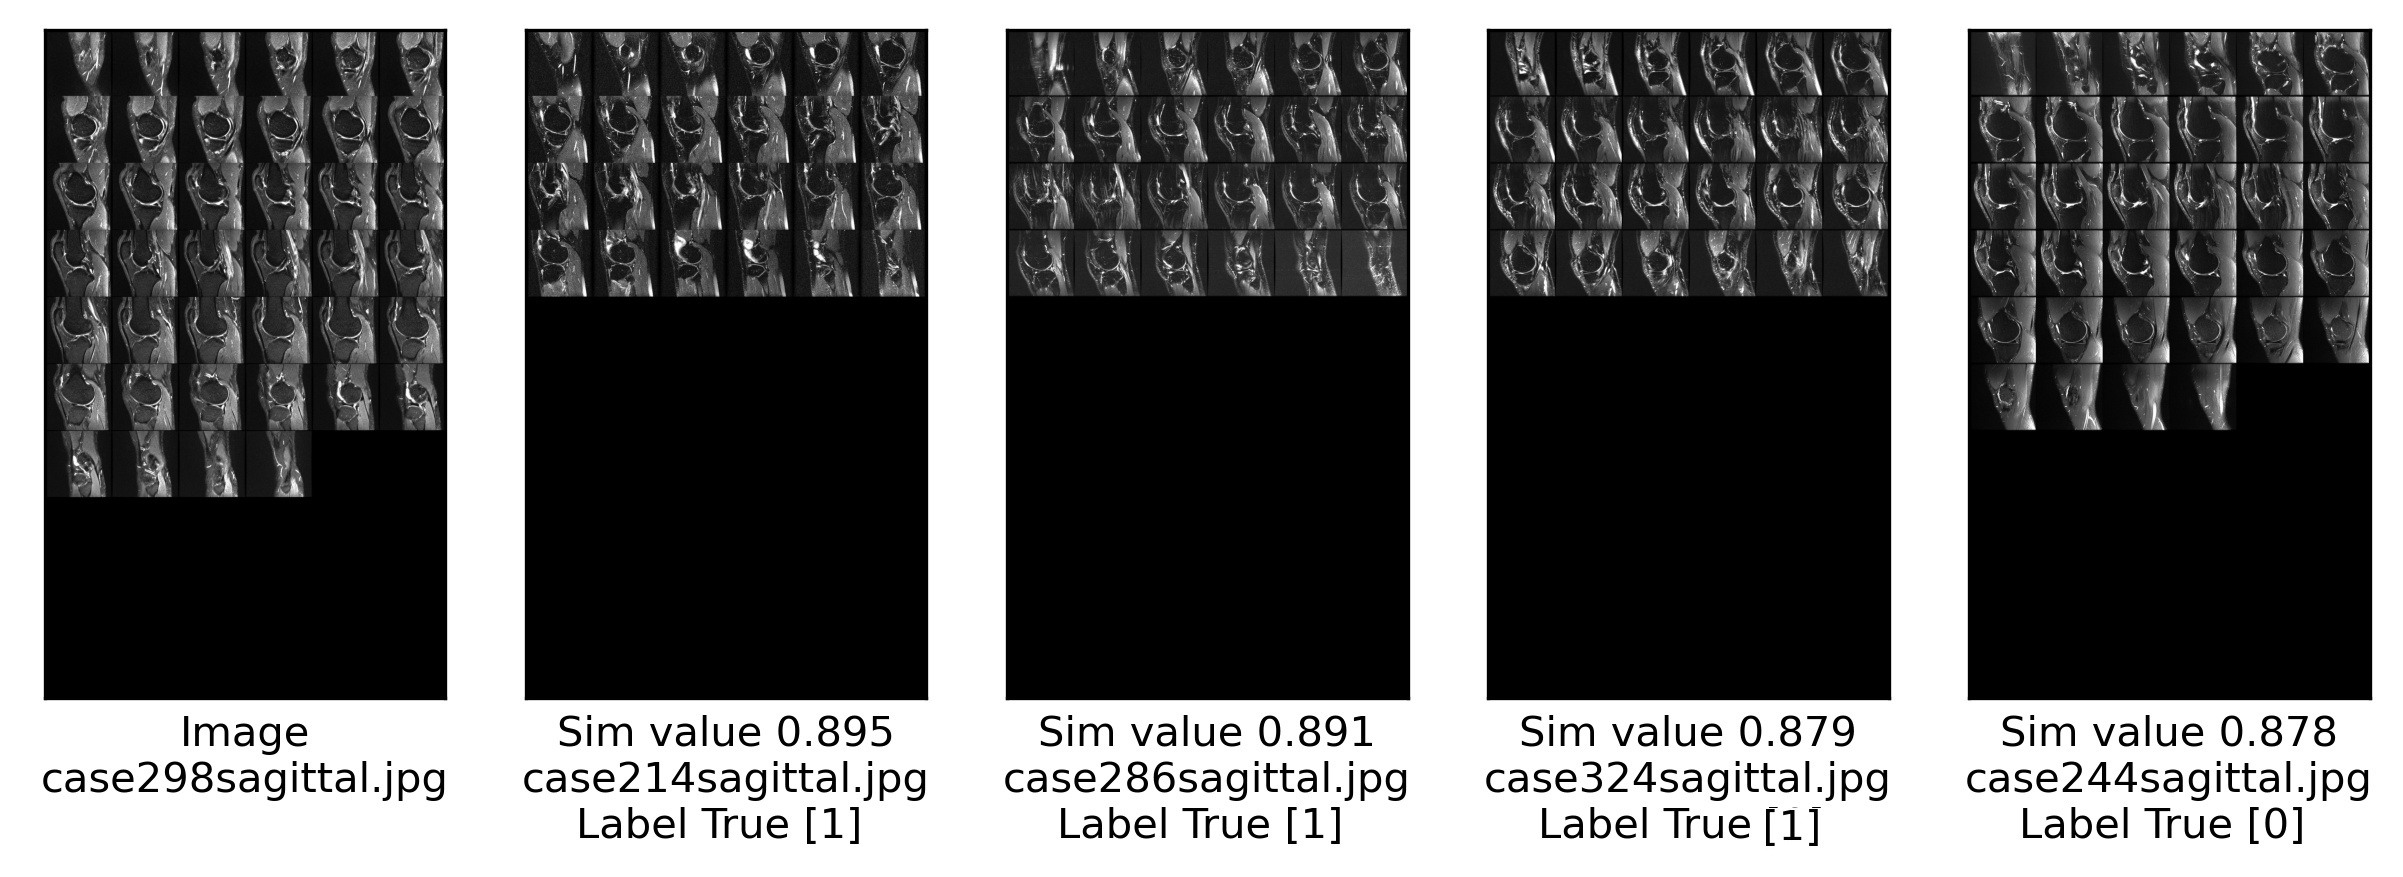 Image
case298sagittal.jpg
Sim value 0.895
case214sagittal.jpg
Label True [1]
Sim value 0.891
case286sagittal.jpg
Label True [1]
Sim value 0.879
case324sagittal.jpg
Label True [1]
Sim value 0.878
case244sagittal.jpg
Label True [0]